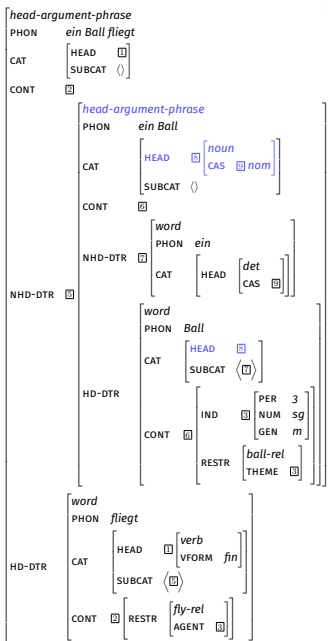 head-argument-phrase
PHON ein Ball fliegt
CAT HEAD 1
SUBCAT ⟨⟩
CONT 2
head-argument-phrase
PHON ein Ball
noun
HEAD 8 CAS 9 nom
CAT
SUBCAT ⟨⟩
CONT 6
word
PHON ein
NHD-DTR 7
det
CAT HEAD CAS 9
NHD-DTR 5
word
PHON Ball
HEAD 8
CAT SUBCAT ⟨7⟩
HD-DTR
PER 3
IND 3 NUM sg
GEN m
CONT 6
ball-rel
RESTR THEME 3
word
PHON fliegt
verb
HEAD 1 VFORM fin
CAT
HD-DTR SUBCAT ⟨5⟩
fly-rel
CONT 2 RESTR AGENT 3